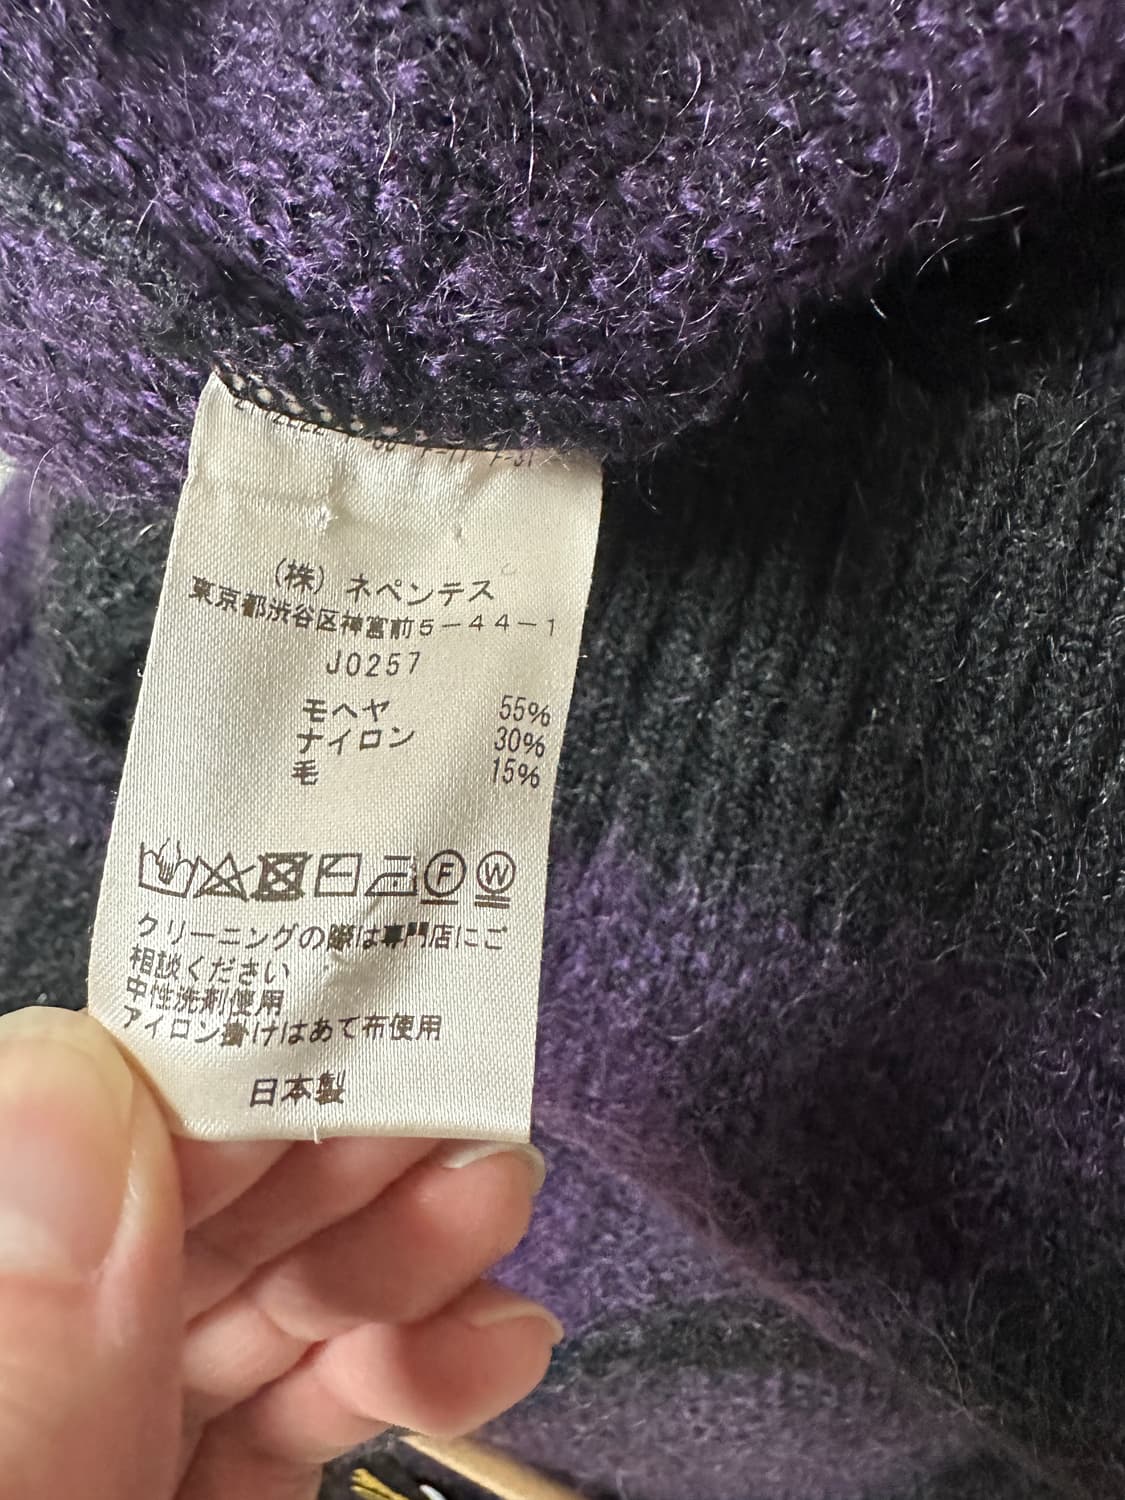 (株) ネペンテス
東京都渋谷区神宮前5-44-1
J0257
モヘヤ 55%
ナイロン 30%
毛 15%
F W
クリーニングの際は専門店にご
相談ください
中性洗剤使用
アイロン掛けはあて布使用
日本製